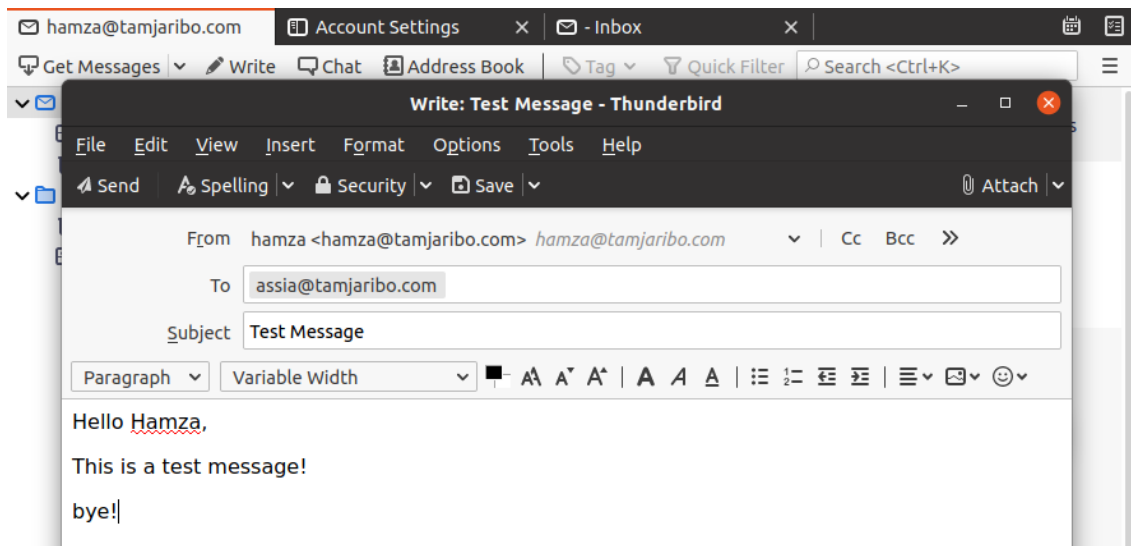 hamza@tamjaribo.com Account Settings - Inbox
Get Messages Write Chat Address Book Tag Quick Filter Search <Ctrl+K>
Write: Test Message - Thunderbird
File Edit View Insert Format Options Tools Help
Send Spelling Security Save Attach
From hamza <hamza@tamjaribo.com> hamza@tamjaribo.com Cc Bcc
To assia@tamjaribo.com
Subject Test Message
Paragraph Variable Width
Hello Hamza,
This is a test message!
bye!